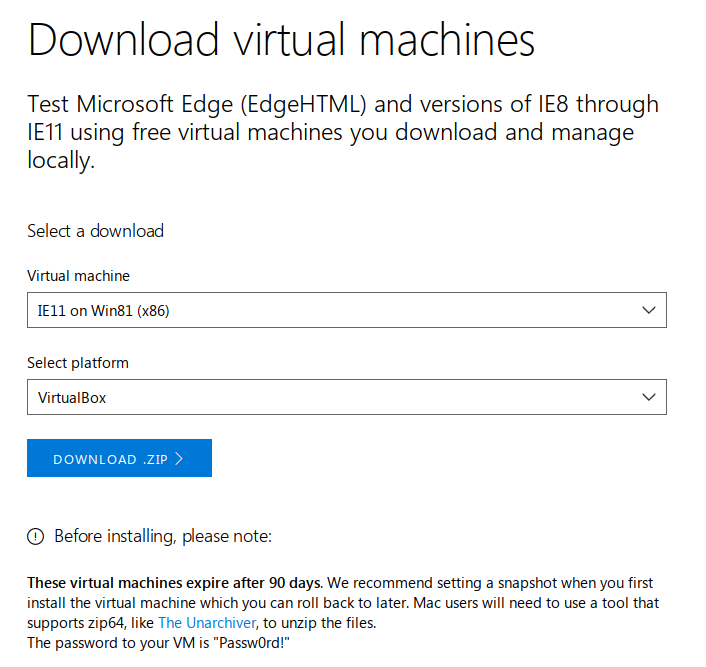 Download virtual machines
Test Microsoft Edge (EdgeHTML) and versions of IE8 through
IE11 using free virtual machines you download and manage
locally.
Select a download
Virtual machine
IE11 on Win81 (x86)
Select platform
VirtualBox
DOWNLOAD .ZIP
Before installing, please note:
These virtual machines expire after 90 days. We recommend setting a snapshot when you first
install the virtual machine which you can roll back to later. Mac users will need to use a tool that
supports zip64, like The Unarchiver, to unzip the files.
The password to your VM is "Passw0rd!"